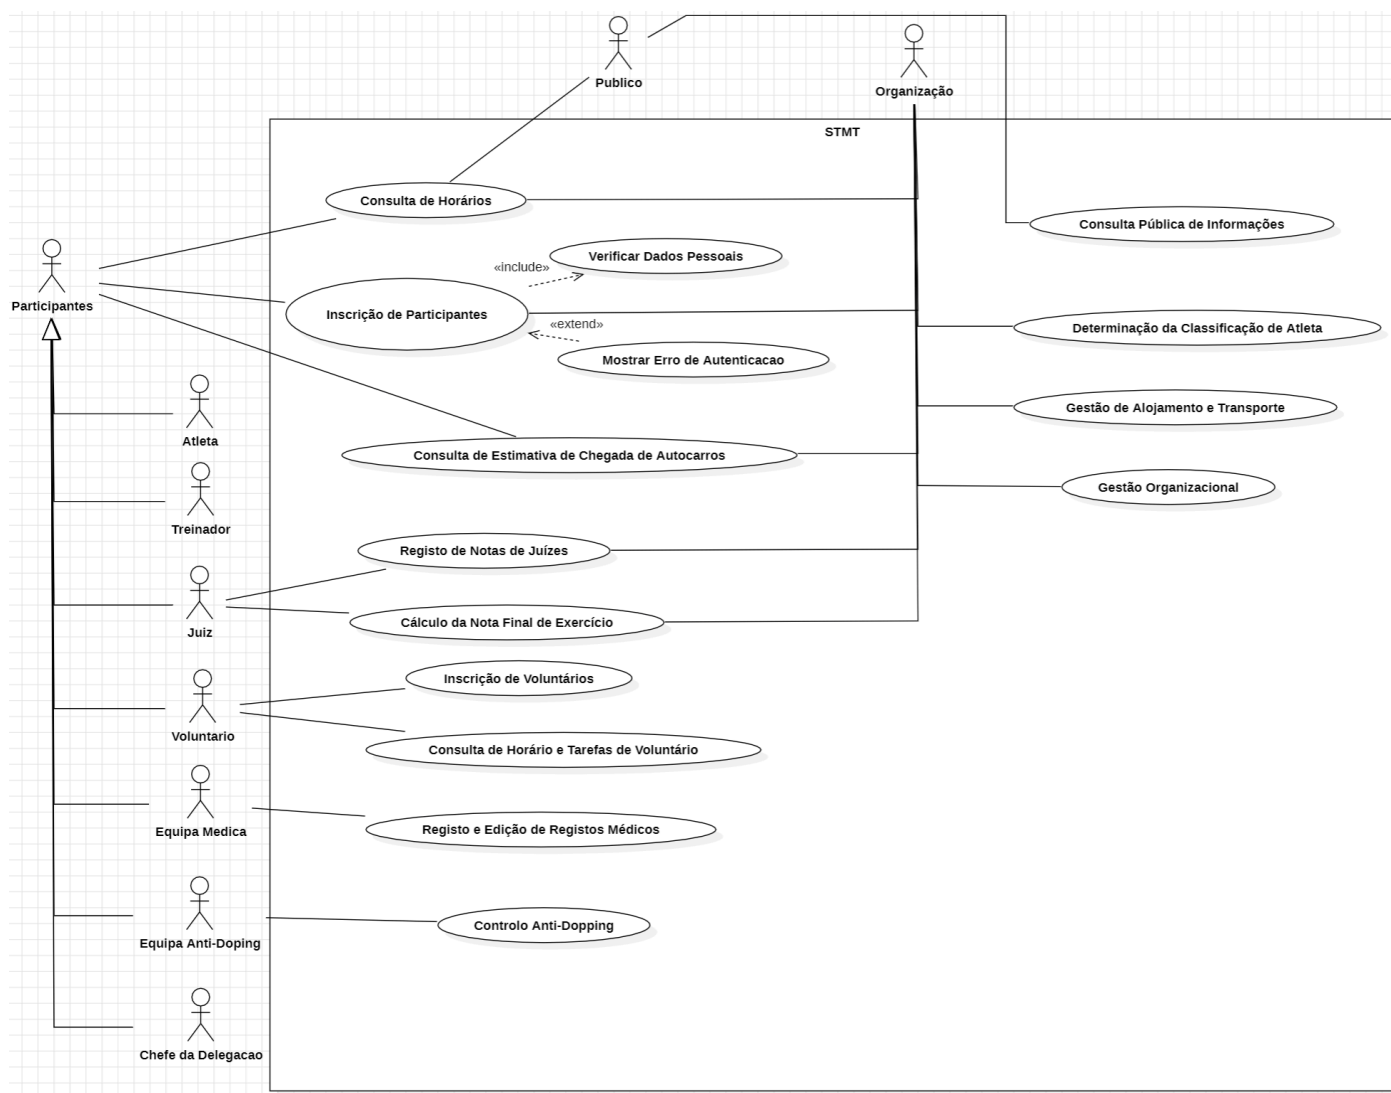 Publico
Organização
STMT
Consulta de Horários
Consulta Pública de Informações
Verificar Dados Pessoais
«include»
Participantes
Inscrição de Participantes
«extend»
Determinação da Classificação de Atleta
Mostrar Erro de Autenticacao
Gestão de Alojamento e Transporte
Atleta
Consulta de Estimativa de Chegada de Autocarros
Gestão Organizacional
Treinador
Registo de Notas de Juízes
Cálculo da Nota Final de Exercício
Juiz
Inscrição de Voluntários
Voluntario
Consulta de Horário e Tarefas de Voluntário
Equipa Medica
Registo e Edição de Registos Médicos
Controlo Anti-Dopping
Equipa Anti-Doping
Chefe da Delegacao